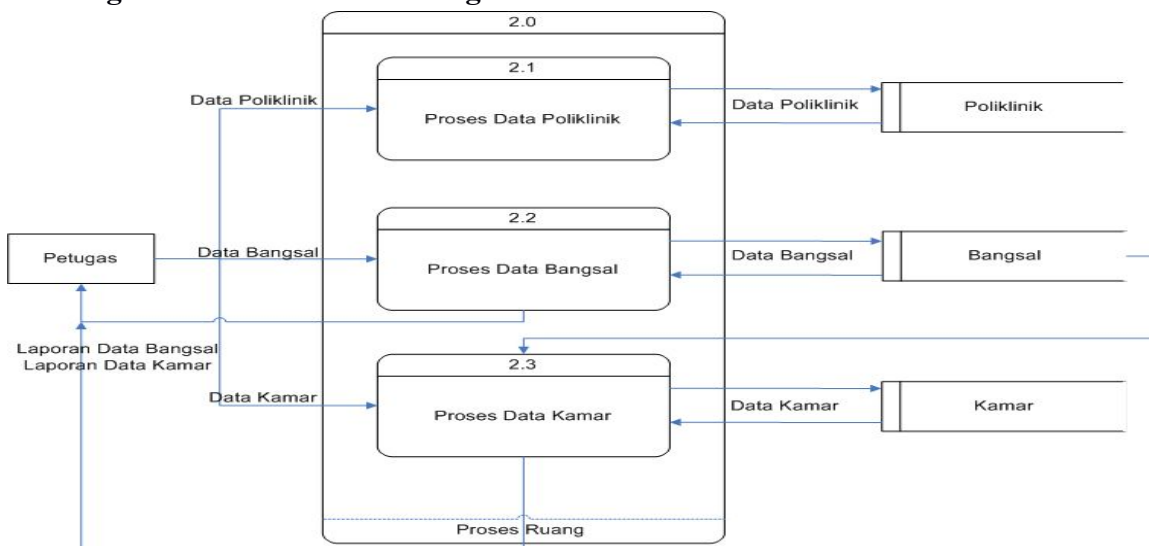 2.0
2.1
Data Poliklinik
Proses Data Poliklinik
Data Poliklinik
Poliklinik
2.2
Petugas
Data Bangsal
Proses Data Bangsal
Data Bangsal
Bangsal
Laporan Data Bangsal
Laporan Data Kamar
2.3
Data Kamar
Proses Data Kamar
Data Kamar
Kamar
Proses Ruang